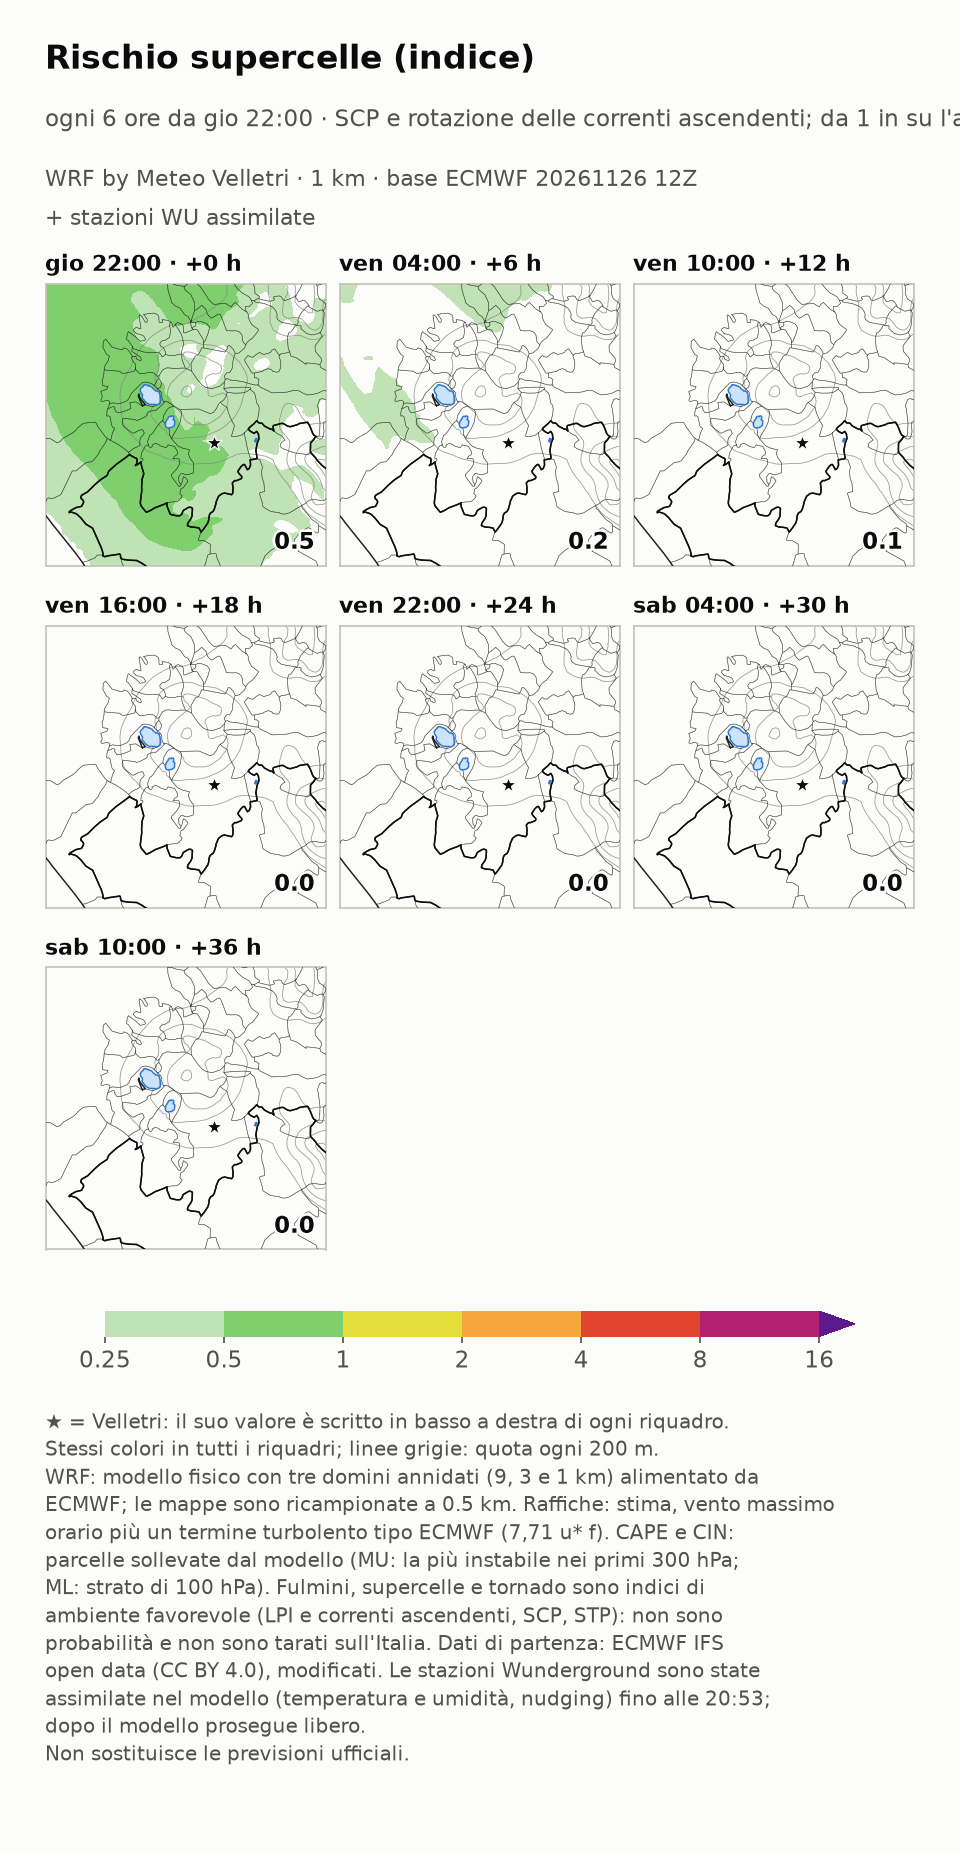 Rischio supercelle (indice)
ogni 6 ore da gio 22:00 · SCP e rotazione delle correnti ascendenti; da 1 in su
WRF by Meteo Velletri · 1 km · base ECMWF 20261126 12Z
+ stazioni WU assimilate
gio 22:00 · +0 h
ven 04:00 · +6 h
ven 10:00 · +12 h
0.5
0.2
0.1
ven 16:00 · +18 h
ven 22:00 · +24 h
sab 04:00 · +30 h
0.0
0.0
0.0
sab 10:00 · +36 h
0.0
0.25
0.5
1
2
4
8
16
★ = Velletri: il suo valore è scritto in basso a destra di ogni riquadro.
Stessi colori in tutti i riquadri; linee grigie: quota ogni 200 m.
WRF: modello fisico con tre domini annidati (9, 3 e 1 km) alimentato da
ECMWF; le mappe sono ricampionate a 0.5 km. Raffiche: stima, vento massimo
orario più un termine turbolento tipo ECMWF (7,71 u* f). CAPE e CIN:
parcelle sollevate dal modello (MU: la più instabile nei primi 300 hPa;
ML: strato di 100 hPa). Fulmini, supercelle e tornado sono indici di
ambiente favorevole (LPI e correnti ascendenti, SCP, STP): non sono
probabilità e non sono tarati sull'Italia. Dati di partenza: ECMWF IFS
open data (CC BY 4.0), modificati. Le stazioni Wunderground sono state
assimilate nel modello (temperatura e umidità, nudging) fino alle 20:53;
dopo il modello prosegue libero.
Non sostituisce le previsioni ufficiali.